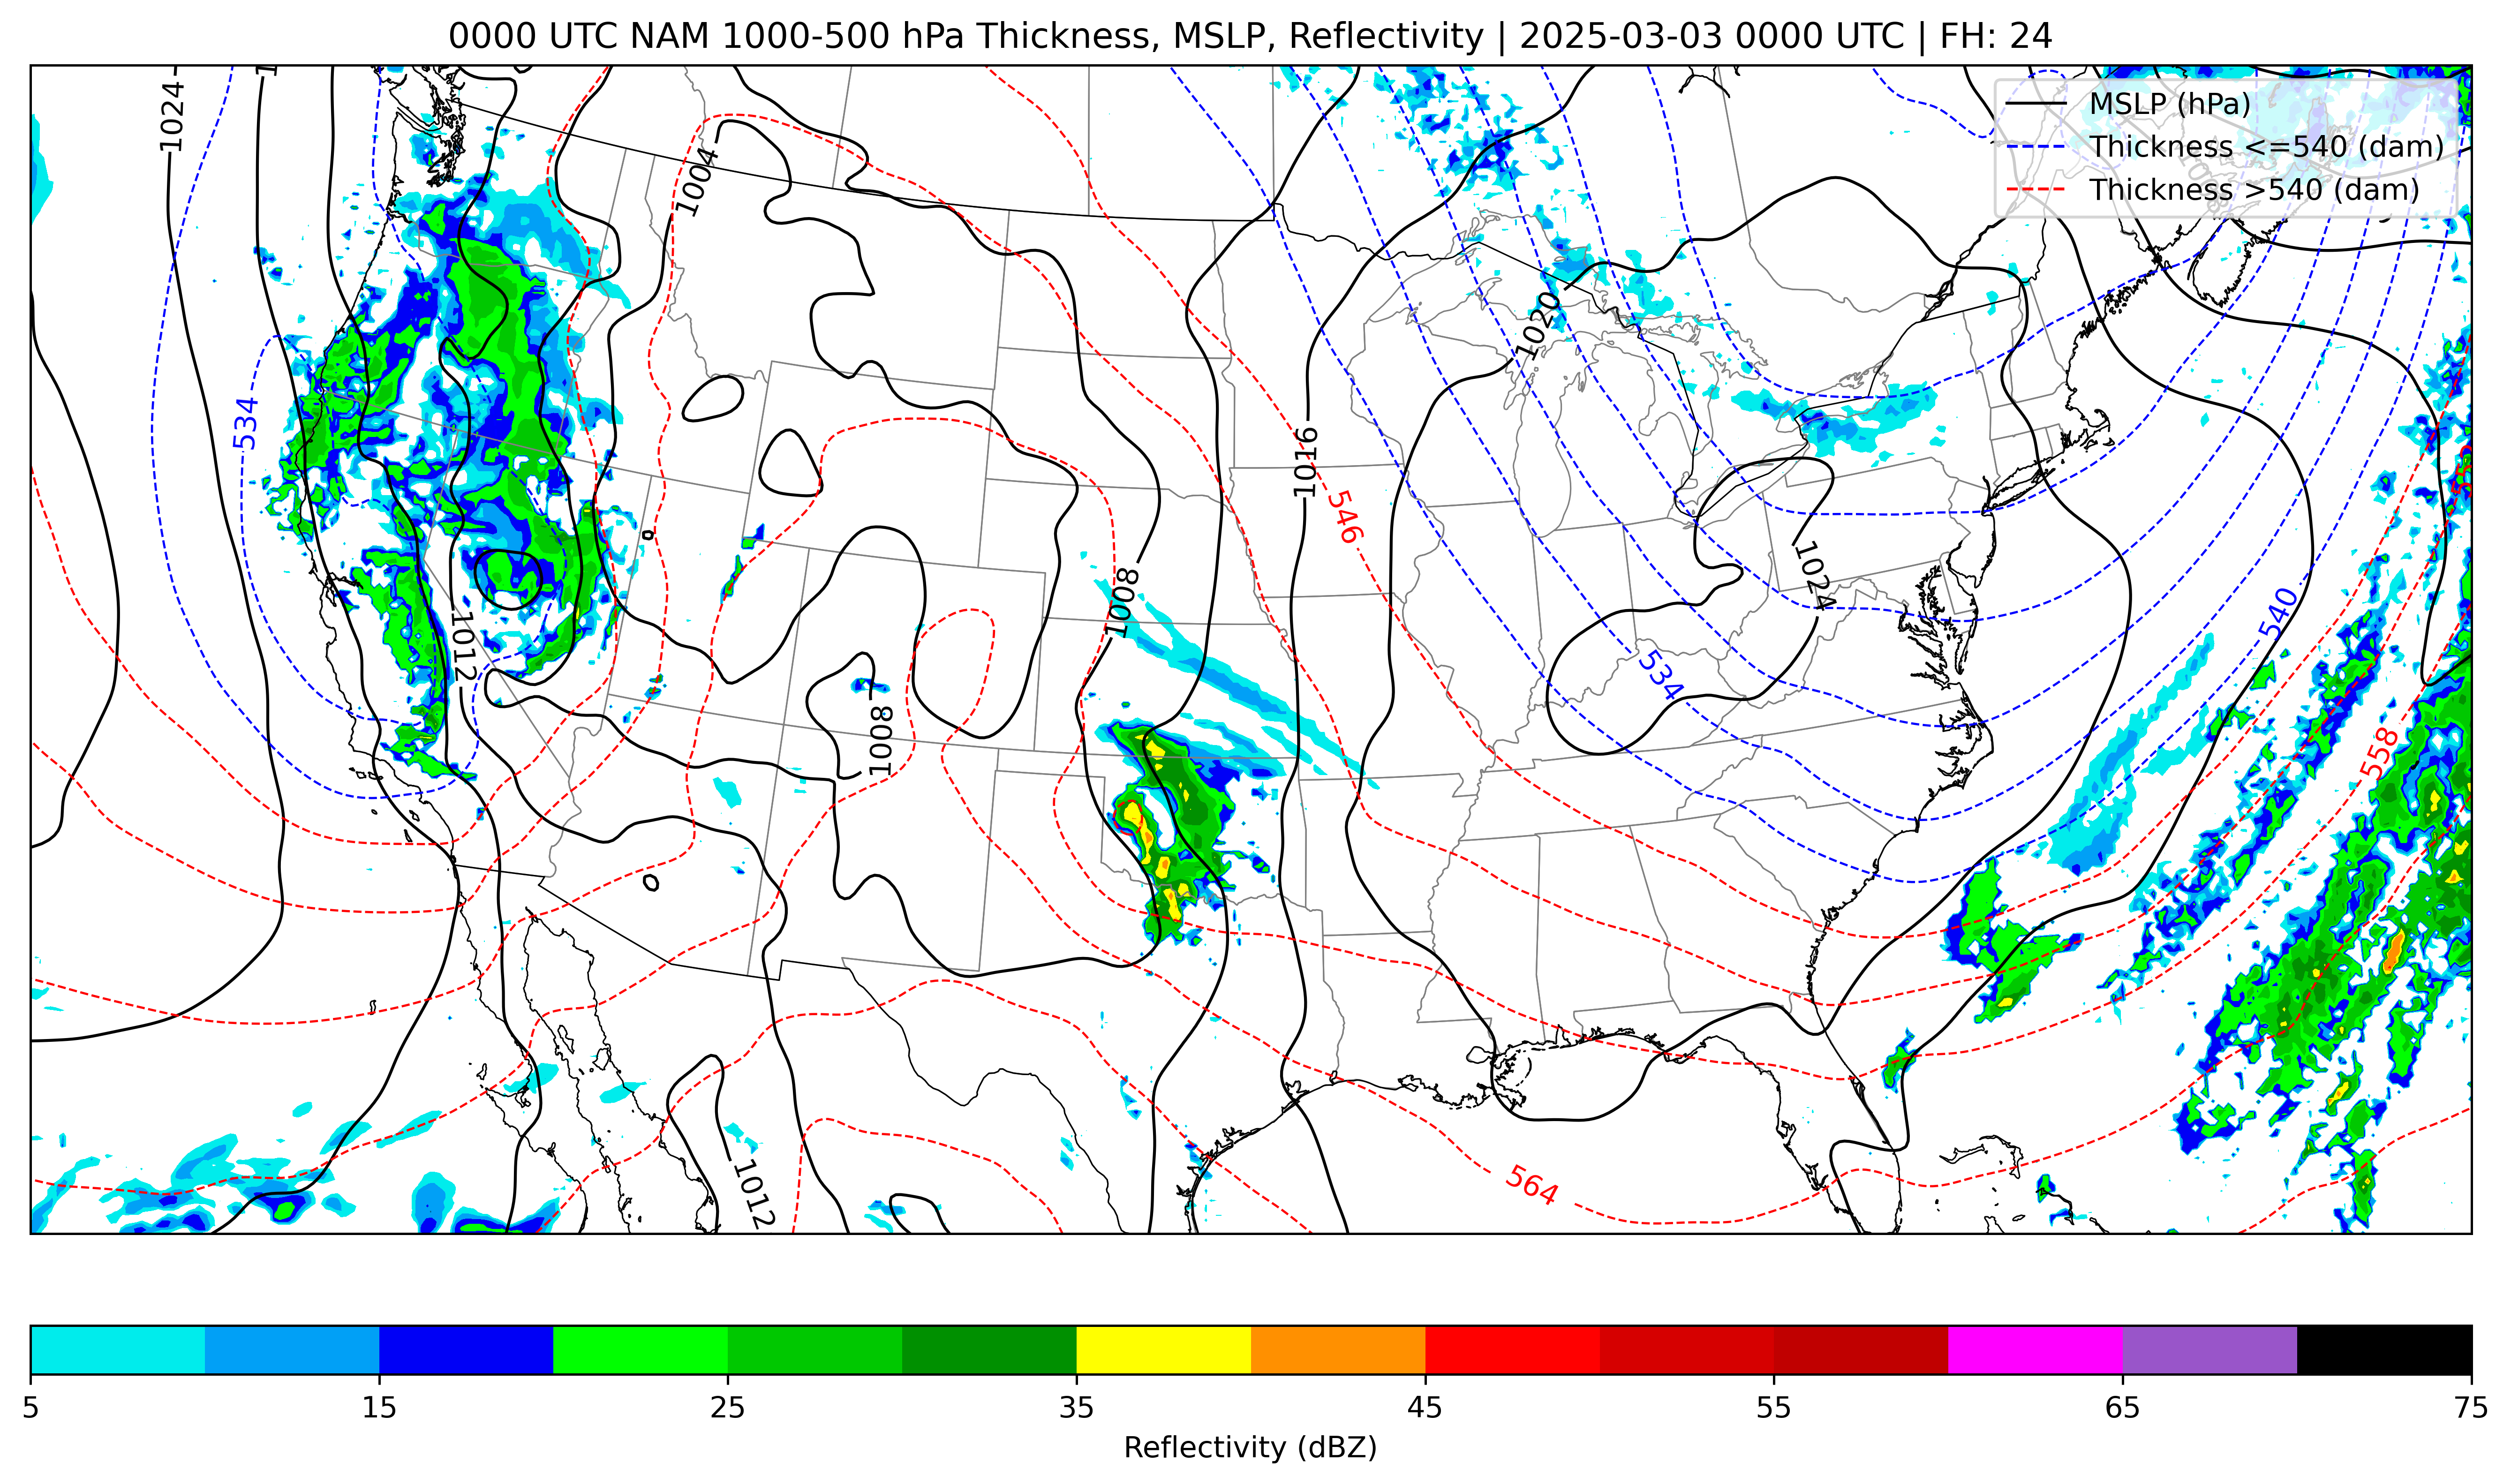 0000 UTC NAM 1000-500 hPa Thickness, MSLP, Reflectivity | 2025-03-03 0000 UTC | FH: 24
MSLP (hPa)
Thickness <=540 (dam)
Thickness >540 (dam)
1024
1004
1020
534
1016
546
1008
1024
1012
540
534
1008
558
1012
564
5 15 25 35 45 55 65 75
Reflectivity (dBZ)